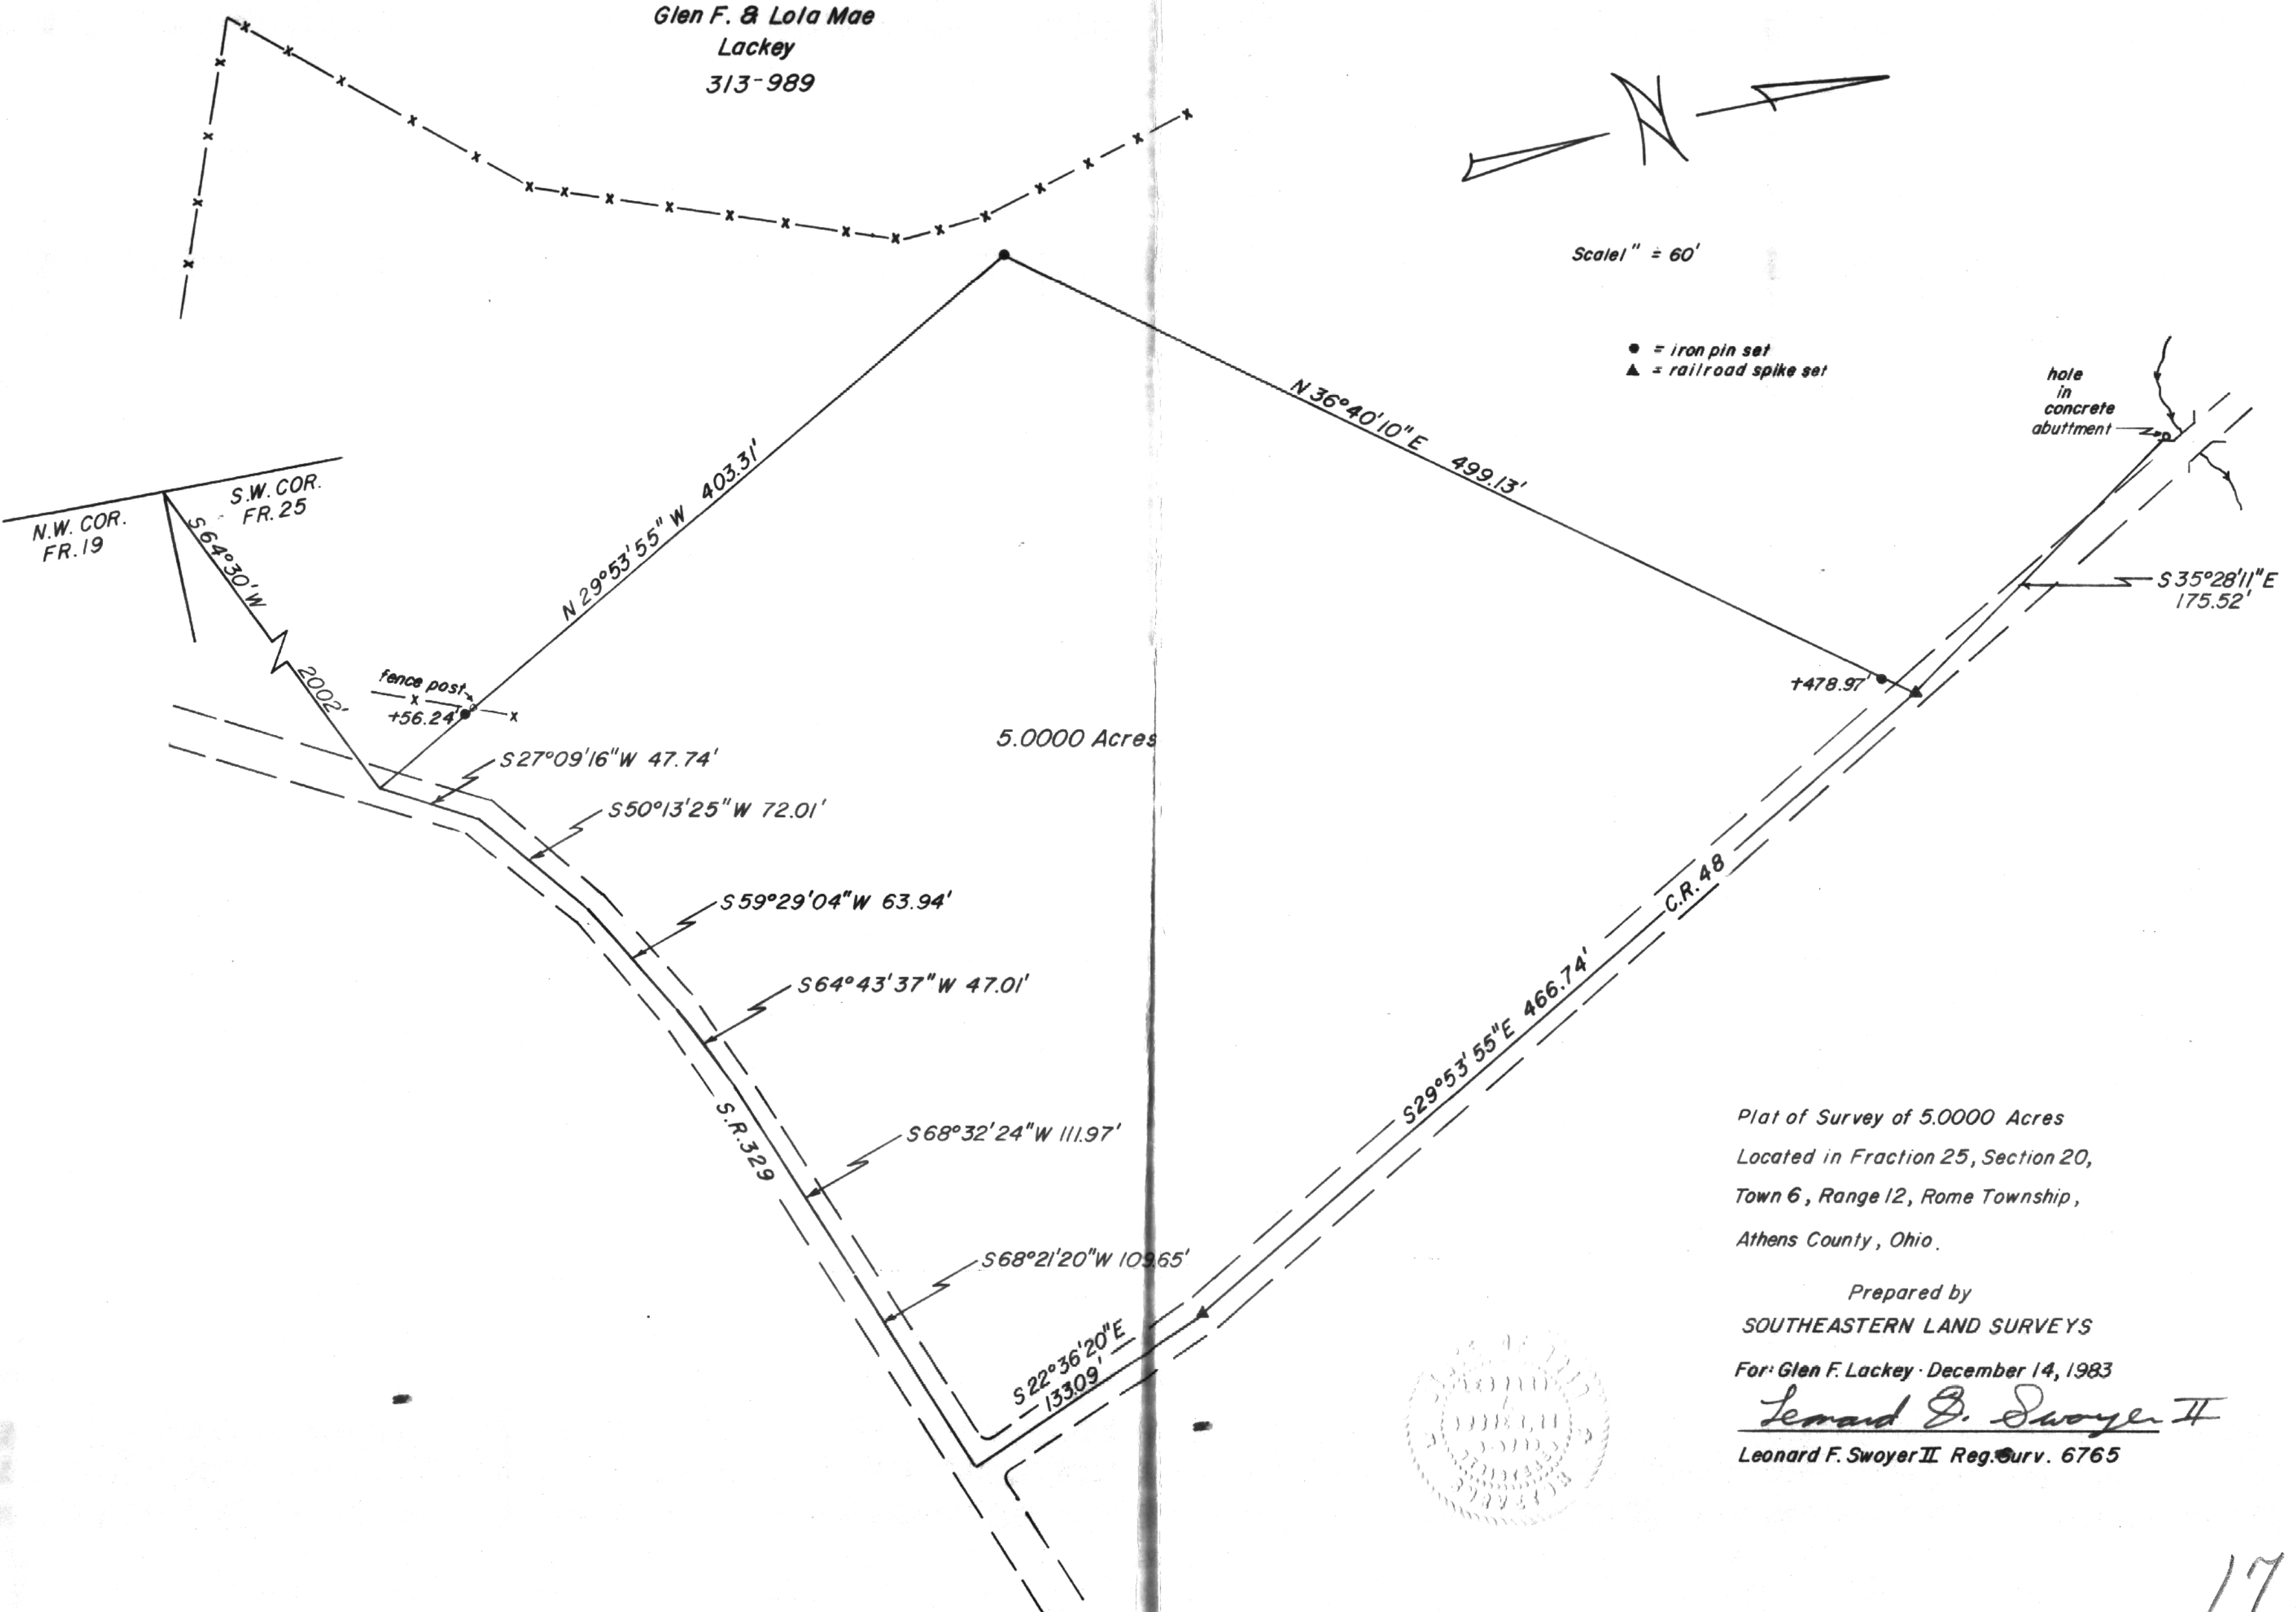 Glen F. & Lola Mae
Lackey
313-989
N
Scale 1" = 60'
● = iron pin set
▲ = railroad spike set
hole
in
concrete
abuttment
N 36°40'10" E 499.13'
N 29°53'55" W 403.31'
S.W. COR.
FR. 25
N.W. COR.
FR. 19
S 64°30' W
2002'
S 35°28'11" E
175.52'
fence post
+56.24'
+478.97'
5.0000 Acres
S 27°09'16" W 47.74'
S 50°13'25" W 72.01'
S 59°29'04" W 63.94'
S 64°43'37" W 47.01'
S 68°32'24" W 111.97'
S 68°21'20" W 109.65'
S.R. 329
C.R. 48
S 29°53'55" E 466.74'
S 22°36'20" E
133.09'
Plat of Survey of 5.0000 Acres
Located in Fraction 25, Section 20,
Town 6, Range 12, Rome Township,
Athens County, Ohio.
Prepared by
SOUTHEASTERN LAND SURVEYS
For: Glen F. Lackey · December 14, 1983
Leonard F. Swoyer II
Leonard F. Swoyer II Reg. Surv. 6765
17